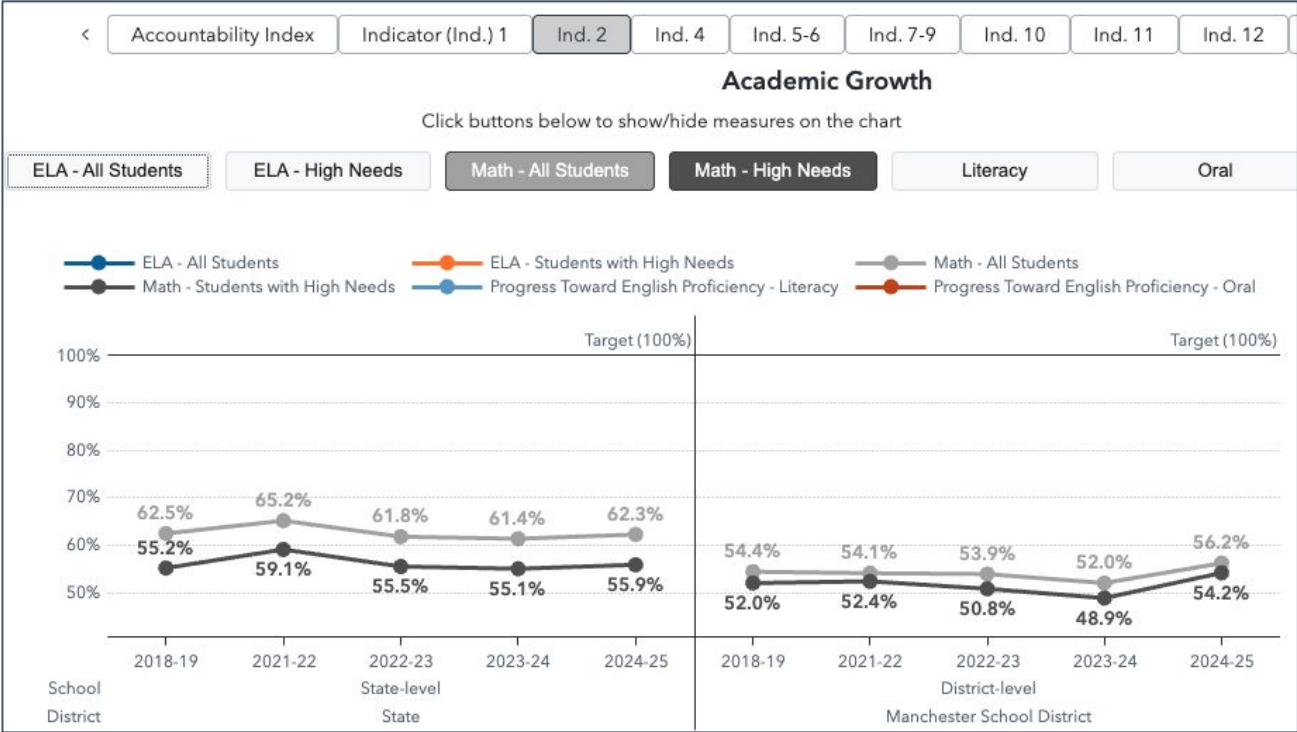 < Accountability Index Indicator (Ind.) 1 Ind. 2 Ind. 4 Ind. 5-6 Ind. 7-9 Ind. 10 Ind. 11 Ind. 12
Academic Growth
Click buttons below to show/hide measures on the chart
ELA - All Students ELA - High Needs Math - All Students Math - High Needs Literacy Oral
ELA - All Students ELA - Students with High Needs Math - All Students
Math - Students with High Needs Progress Toward English Proficiency - Literacy Progress Toward English Proficiency - Oral
Target (100%) Target (100%)
100%
90%
80%
70%
62.5% 65.2% 61.8% 61.4% 62.3%
60%
55.2% 59.1% 55.5% 55.1% 55.9%
54.4% 54.1% 53.9% 52.0% 56.2%
50%
52.0% 52.4% 50.8% 48.9% 54.2%
2018-19 2021-22 2022-23 2023-24 2024-25 2018-19 2021-22 2022-23 2023-24 2024-25
School State-level District-level
District State Manchester School District